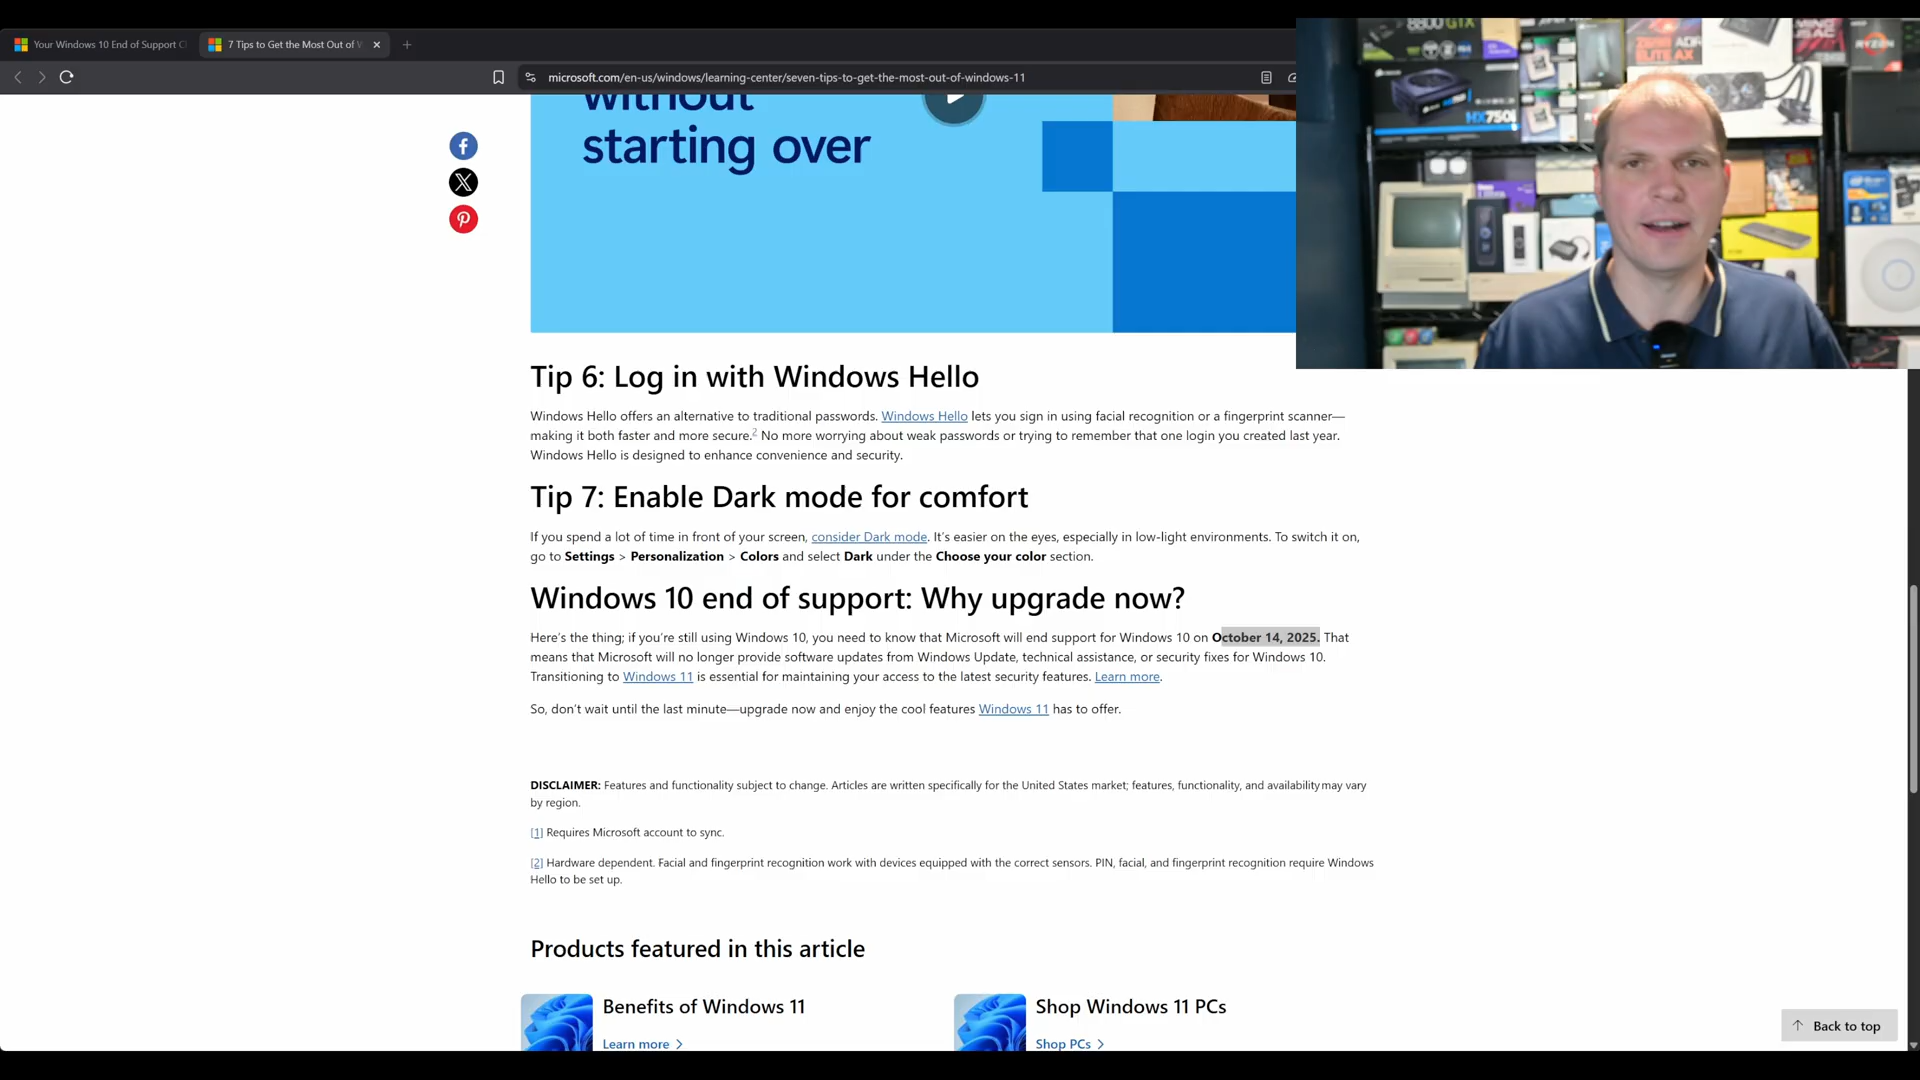 Your Windows 10 End of Support C
7 Tips to Get the Most Out of W
microsoft.com/en-us/windows/learning-center/seven-tips-to-get-the-most-out-of-windows-11
8800 GTX
RYZEN
HX750i
without
starting over
Tip 6: Log in with Windows Hello
Windows Hello offers an alternative to traditional passwords. Windows Hello lets you sign in using facial recognition or a fingerprint scanner—
making it both faster and more secure.2 No more worrying about weak passwords or trying to remember that one login you created last year.
Windows Hello is designed to enhance convenience and security.
Tip 7: Enable Dark mode for comfort
If you spend a lot of time in front of your screen, consider Dark mode. It's easier on the eyes, especially in low-light environments. To switch it on,
go to Settings > Personalization > Colors and select Dark under the Choose your color section.
Windows 10 end of support: Why upgrade now?
Here's the thing; if you're still using Windows 10, you need to know that Microsoft will end support for Windows 10 on October 14, 2025. That
means that Microsoft will no longer provide software updates from Windows Update, technical assistance, or security fixes for Windows 10.
Transitioning to Windows 11 is essential for maintaining your access to the latest security features. Learn more.
So, don't wait until the last minute—upgrade now and enjoy the cool features Windows 11 has to offer.
DISCLAIMER: Features and functionality subject to change. Articles are written specifically for the United States market; features, functionality, and availability may vary
by region.
[1] Requires Microsoft account to sync.
[2] Hardware dependent. Facial and fingerprint recognition work with devices equipped with the correct sensors. PIN, facial, and fingerprint recognition require Windows
Hello to be set up.
Products featured in this article
Benefits of Windows 11
Learn more >
Shop Windows 11 PCs
Shop PCs >
Back to top